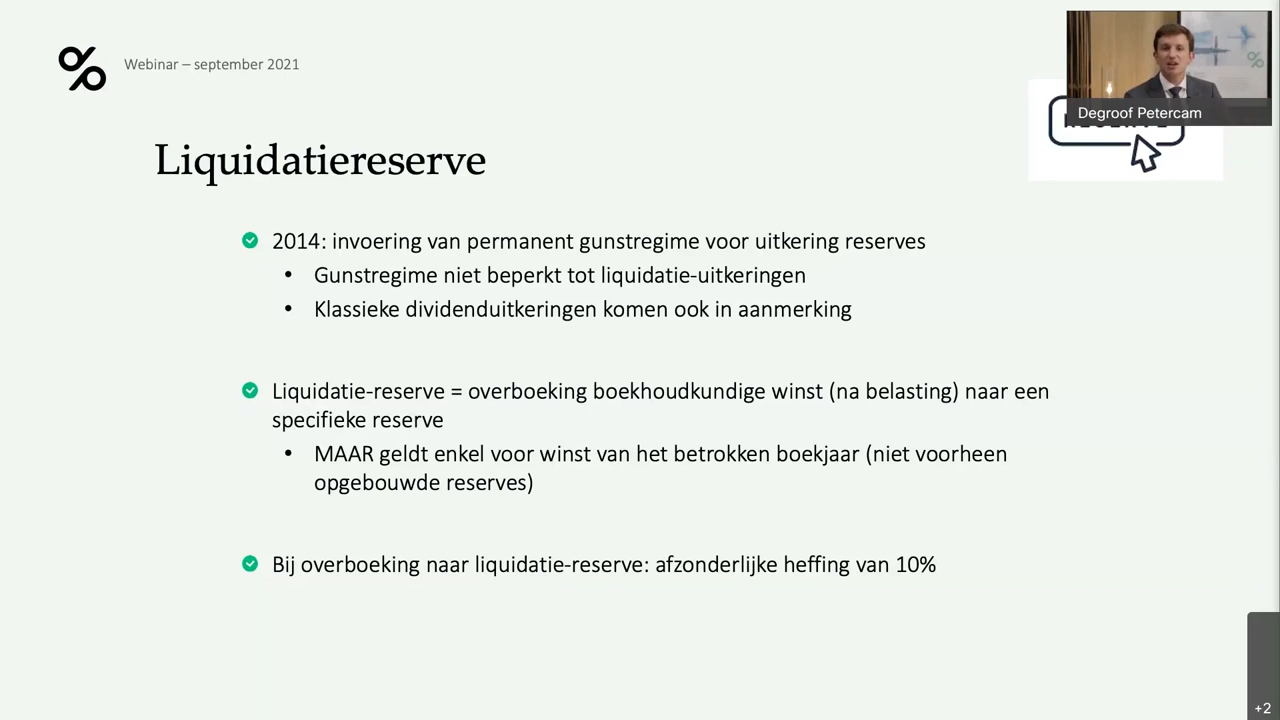 Webinar – september 2021
Degroof Petercam
Liquidatiereserve
2014: invoering van permanent gunstregime voor uitkering reserves
• Gunstregime niet beperkt tot liquidatie-uitkeringen
• Klassieke dividenduitkeringen komen ook in aanmerking
Liquidatie-reserve = overboeking boekhoudkundige winst (na belasting) naar een
specifieke reserve
• MAAR geldt enkel voor winst van het betrokken boekjaar (niet voorheen
opgebouwde reserves)
Bij overboeking naar liquidatie-reserve: afzonderlijke heffing van 10%
+2